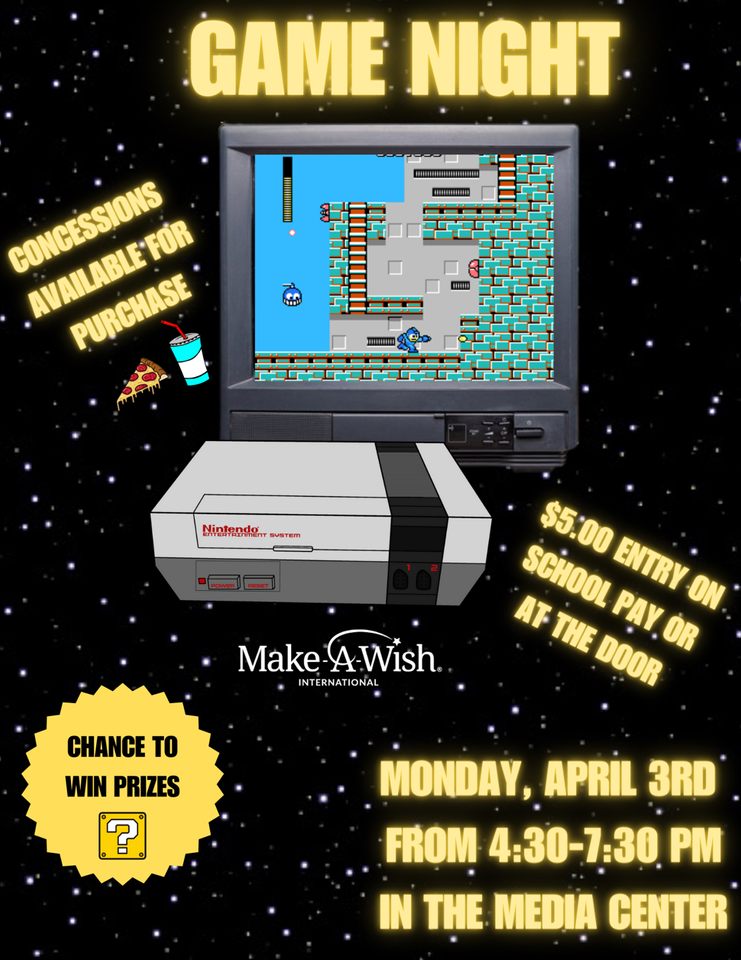 GAME NIGHT
CONCESSIONS
AVAILABLE FOR
PURCHASE
Nintendo®
ENTERTAINMENT SYSTEM
POWER RESET
1 2
$5.00 ENTRY ON
SCHOOL PAY OR
AT THE DOOR
Make-A-Wish®
INTERNATIONAL
CHANCE TO
WIN PRIZES
?
MONDAY, APRIL 3RD
FROM 4:30-7:30 PM
IN THE MEDIA CENTER